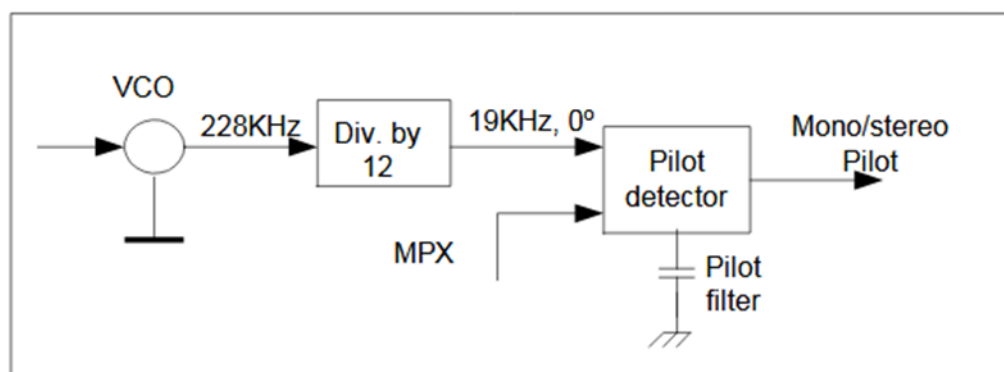 VCO
228KHz
Div. by
12
19KHz, 0º
Pilot
detector
Mono/stereo
Pilot
MPX
Pilot
filter